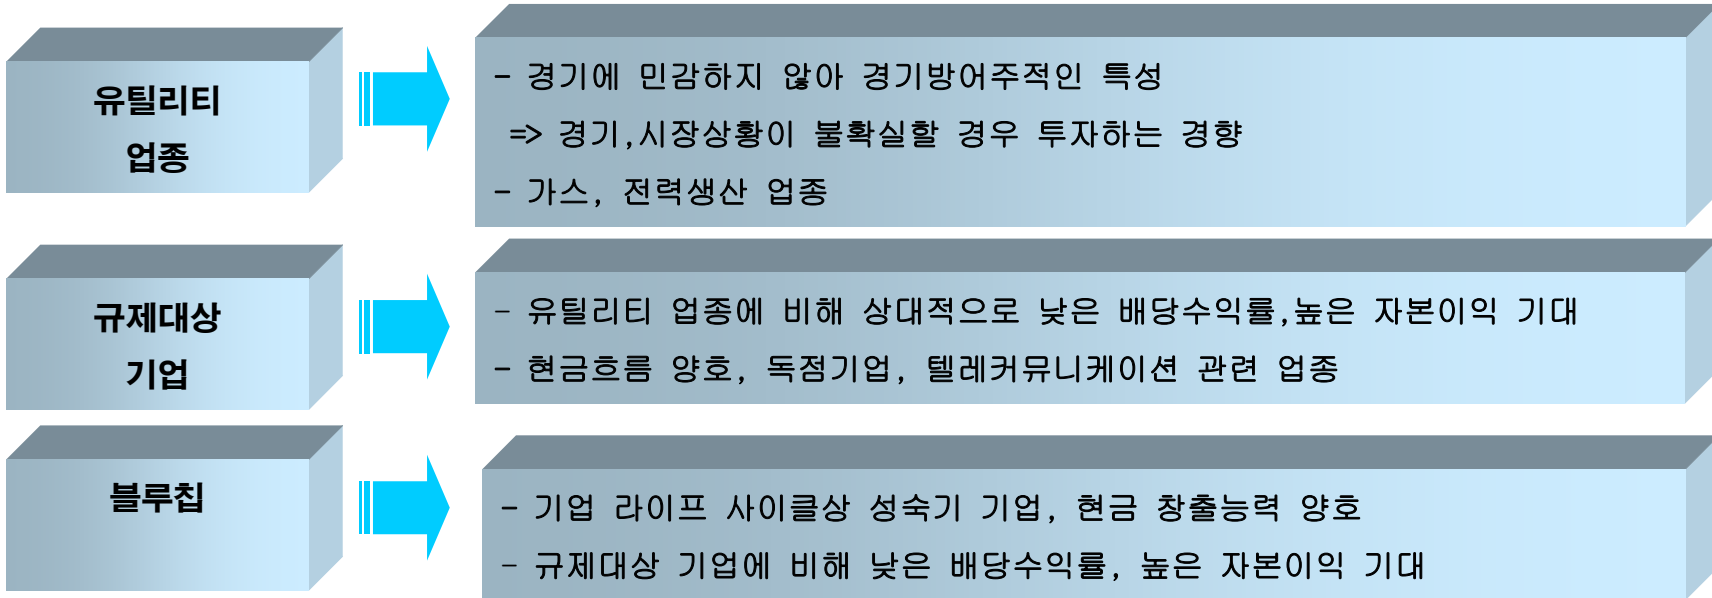 유틸리티
업종
- 경기에 민감하지 않아 경기방어주적인 특성
=> 경기,시장상황이 불확실할 경우 투자하는 경향
- 가스, 전력생산 업종
규제대상
기업
- 유틸리티 업종에 비해 상대적으로 낮은 배당수익률,높은 자본이익 기대
- 현금흐름 양호, 독점기업, 텔레커뮤니케이션 관련 업종
블루칩
- 기업 라이프 사이클상 성숙기 기업, 현금 창출능력 양호
- 규제대상 기업에 비해 낮은 배당수익률, 높은 자본이익 기대